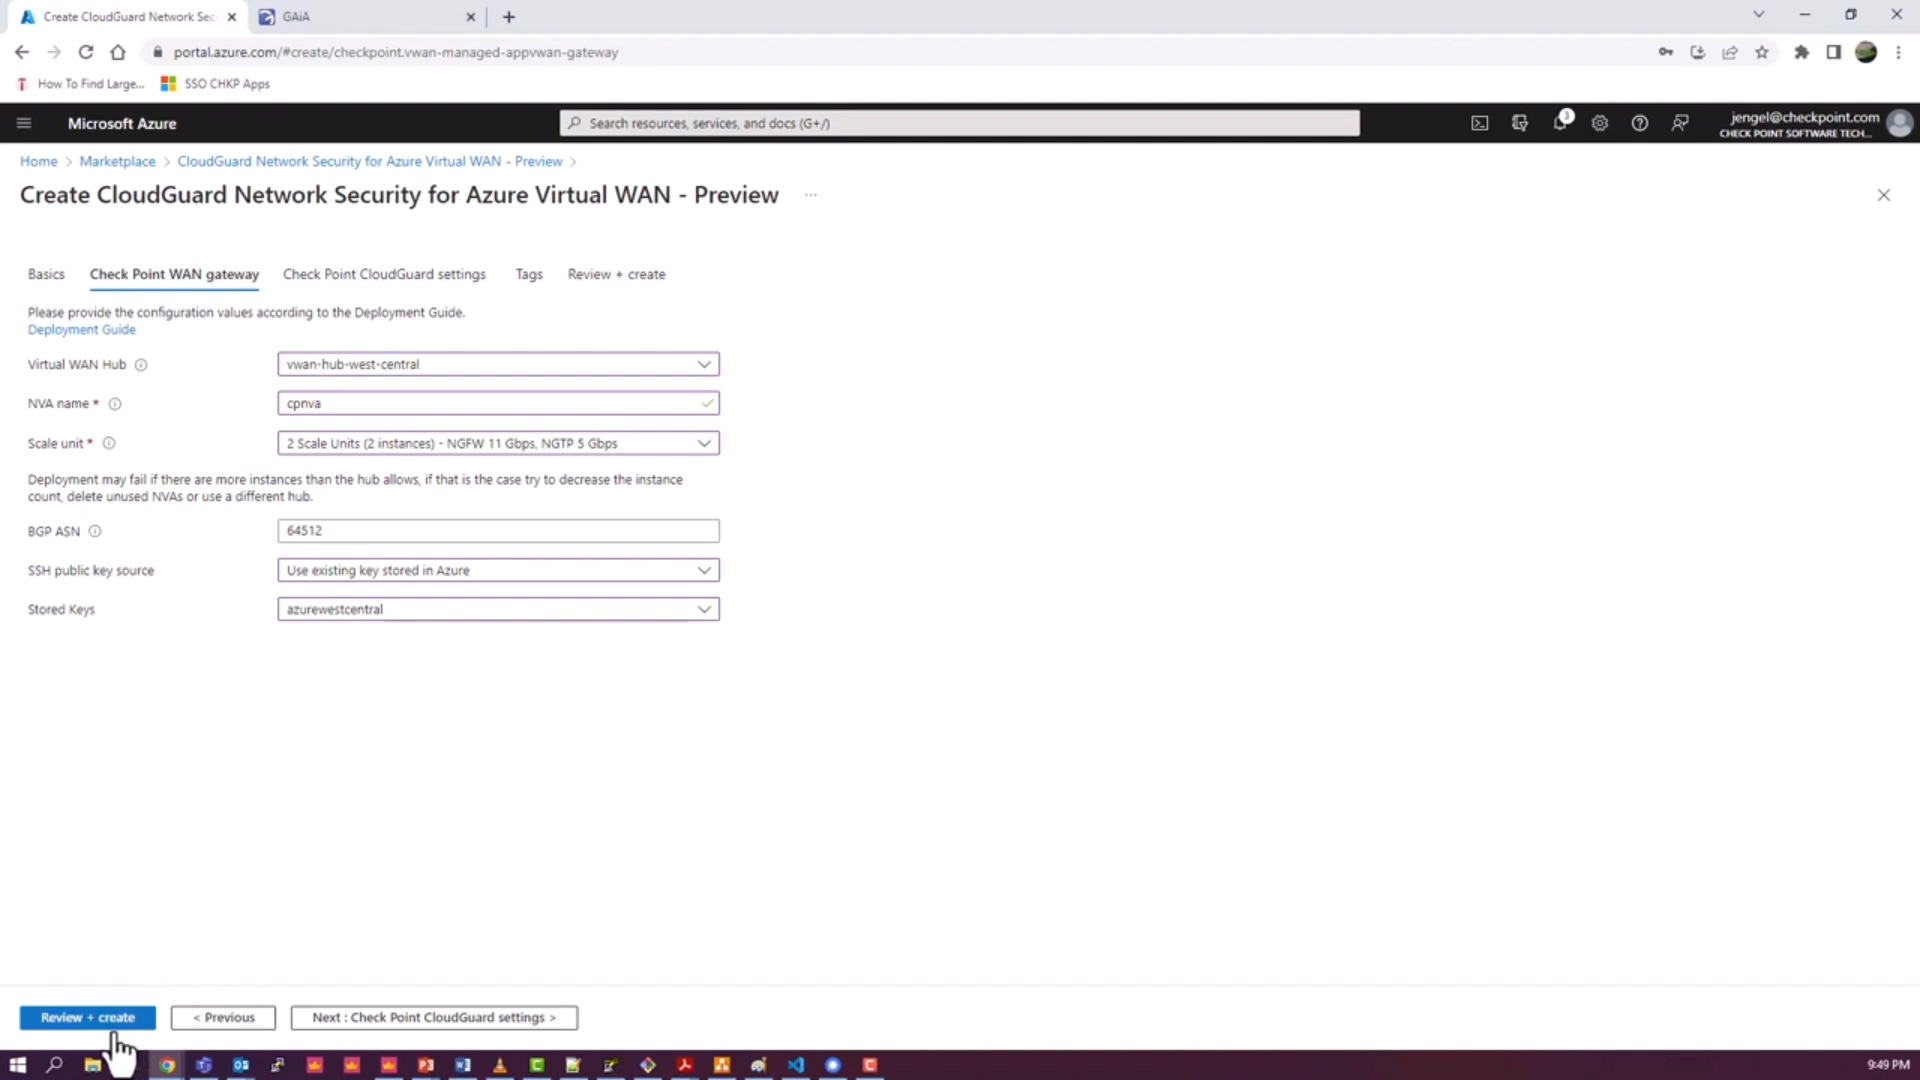 Create CloudGuard Network Sec
GAiA
portal.azure.com/#create/checkpoint.vwan-managed-appvwan-gateway
How To Find Large...
SSO CHKP Apps
Microsoft Azure
Search resources, services, and docs (G+/)
3
jengel@checkpoint.com
CHECK POINT SOFTWARE TECH...
Home > Marketplace > CloudGuard Network Security for Azure Virtual WAN - Preview >
Create CloudGuard Network Security for Azure Virtual WAN - Preview ...
Basics
Check Point WAN gateway
Check Point CloudGuard settings
Tags
Review + create
Please provide the configuration values according to the Deployment Guide.
Deployment Guide
Virtual WAN Hub
vwan-hub-west-central
NVA name *
cpnva
Scale unit *
2 Scale Units (2 instances) - NGFW 11 Gbps, NGTP 5 Gbps
Deployment may fail if there are more instances than the hub allows, if that is the case try to decrease the instance
count, delete unused NVAs or use a different hub.
BGP ASN
64512
SSH public key source
Use existing key stored in Azure
Stored Keys
azurewestcentral
Review + create
< Previous
Next : Check Point CloudGuard settings >
9:49 PM